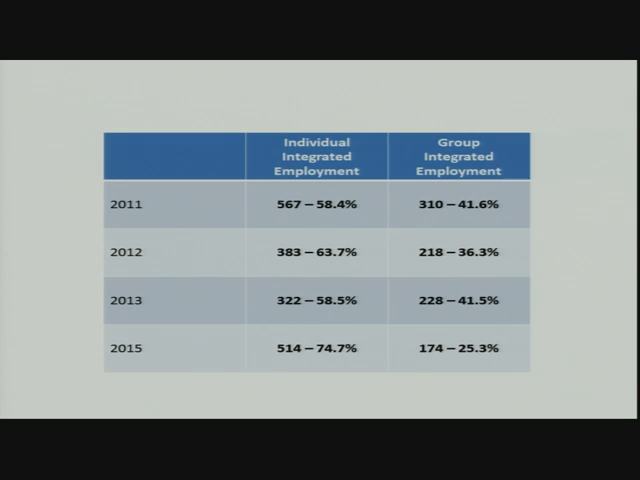 Individual
Integrated
Employment
Group
Integrated
Employment
2011
567 – 58.4%
310 – 41.6%
2012
383 – 63.7%
218 – 36.3%
2013
322 – 58.5%
228 – 41.5%
2015
514 – 74.7%
174 – 25.3%